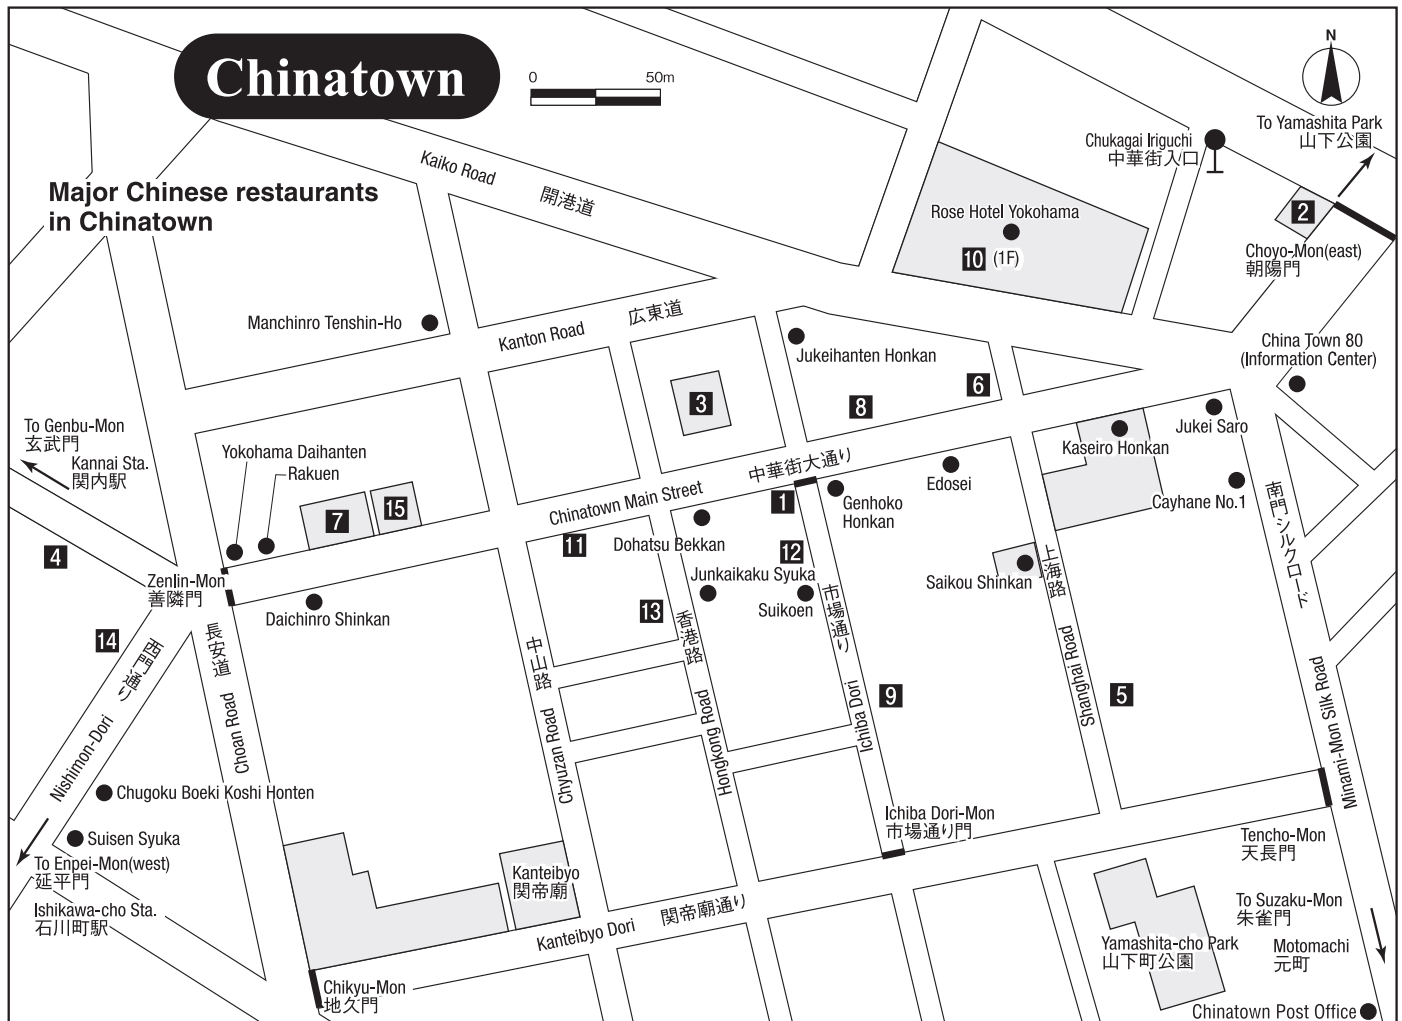 Chinatown
0 50m
N
Major Chinese restaurants
in Chinatown
Kaiko Road
開港道
Chukagai Iriguchi
中華街入口
To Yamashita Park
山下公園
Rose Hotel Yokohama
10 (1F)
2
Choyo-Mon(east)
朝陽門
Manchinro Tenshin-Ho
Kanton Road
広東道
Jukeihanten Honkan
China Town 80
(Information Center)
3
8
6
Jukei Saro
Kaseiro Honkan
To Genbu-Mon
玄武門
Kannai Sta.
関内駅
Yokohama Daihanten
Rakuen
7
15
Chinatown Main Street
中華街大通り
Edosei
Cayhane No.1
1
Genhoko
Honkan
南門シルクロード
4
11
Dohatsu Bekkan
12
Zenlin-Mon
善隣門
Junkaikaku Syuka
Suikoen
Saikou Shinkan
上海路
Daichinro Shinkan
13
市場通り
14
西門通り
長安道
中山路
香港路
Shanghai Road
5
9
Ichiba Dori
Hongkong Road
Chyuzan Road
Choan Road
Nishimon-Dori
Minami-Mon Silk Road
Chugoku Boeki Koshi Honten
Suisen Syuka
Ichiba Dori-Mon
市場通り門
Tencho-Mon
天長門
To Enpei-Mon(west)
延平門
Ishikawa-cho Sta.
石川町駅
Kanteibyo
関帝廟
Kanteibyo Dori
関帝廟通り
To Suzaku-Mon
朱雀門
Yamashita-cho Park
山下町公園
Motomachi
元町
Chikyu-Mon
地久門
Chinatown Post Office